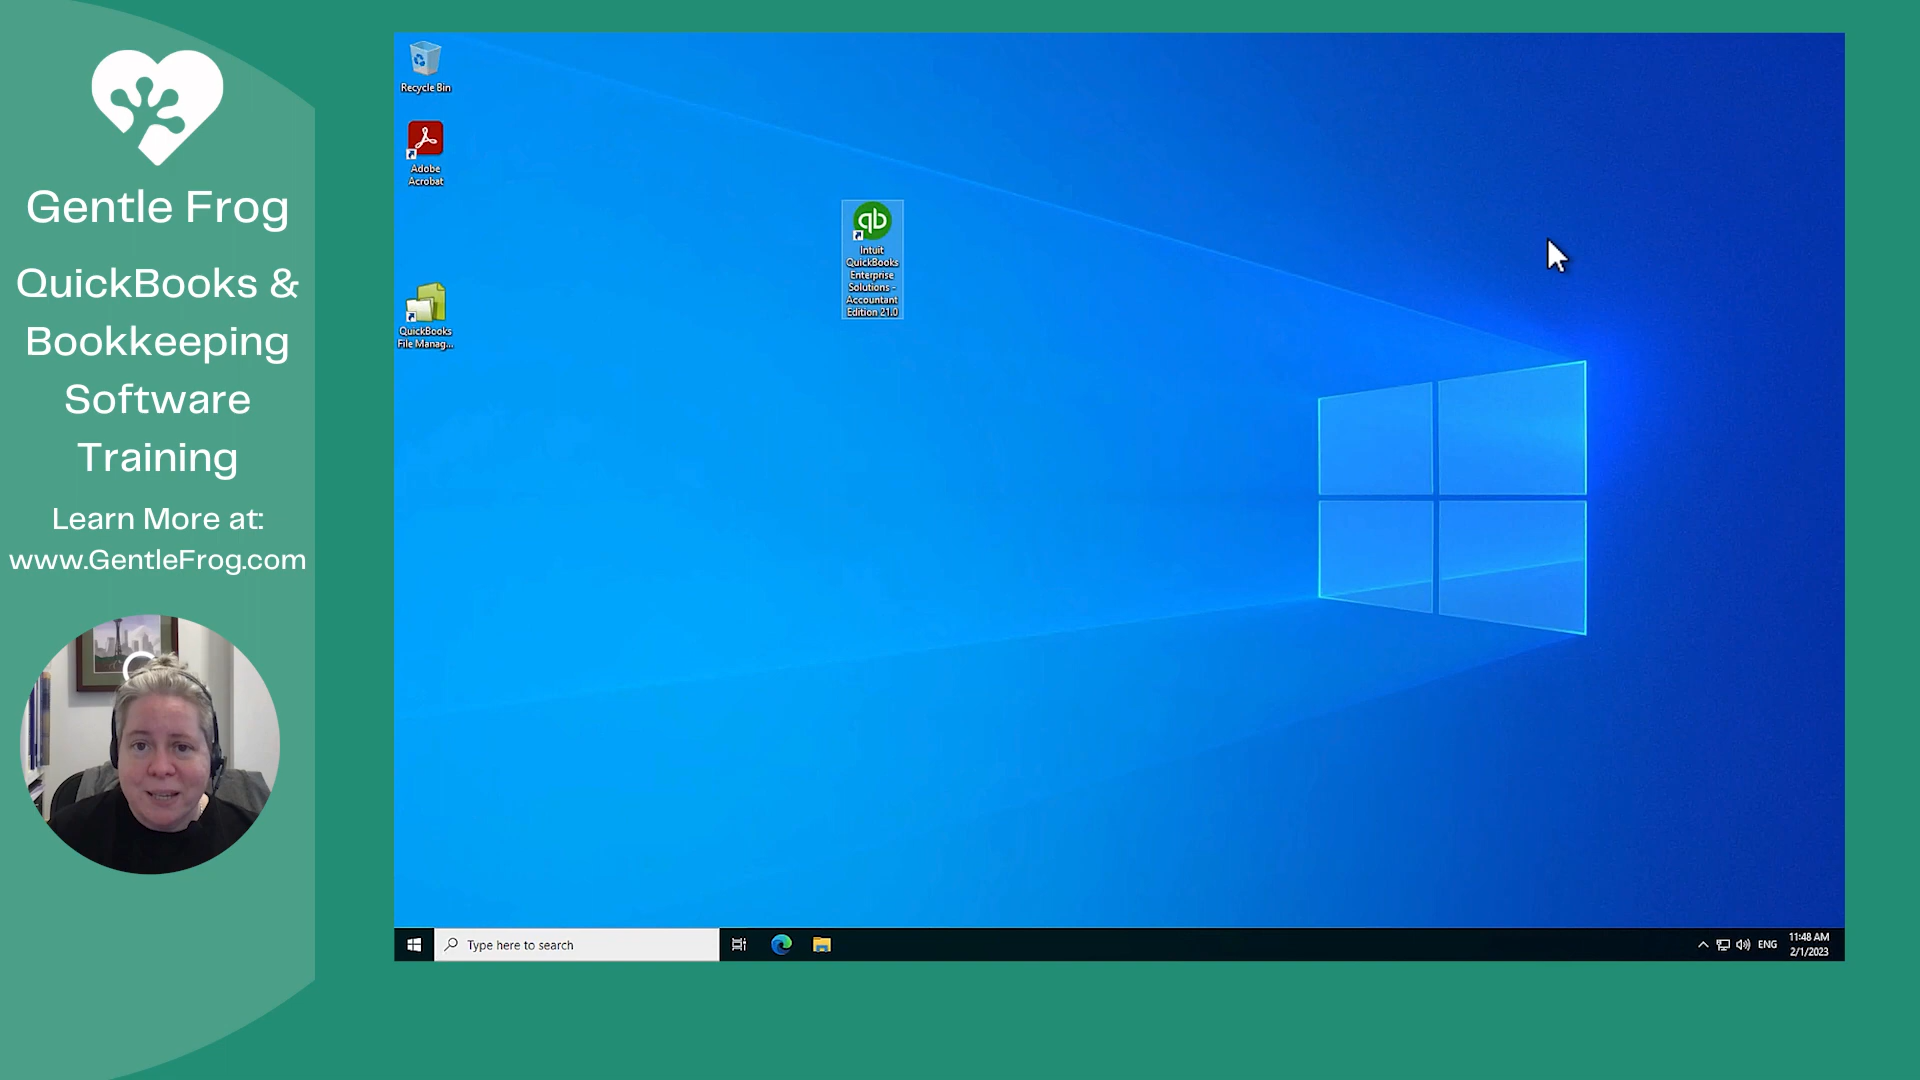 Gentle Frog
QuickBooks &
Bookkeeping
Software
Training
Learn More at:
www.GentleFrog.com
Recycle Bin
Adobe
Acrobat
QuickBooks
File Manag...
qb
Intuit
QuickBooks
Enterprise
Solutions -
Accountant
Edition 21.0
Type here to search
ENG
11:48 AM
2/1/2023